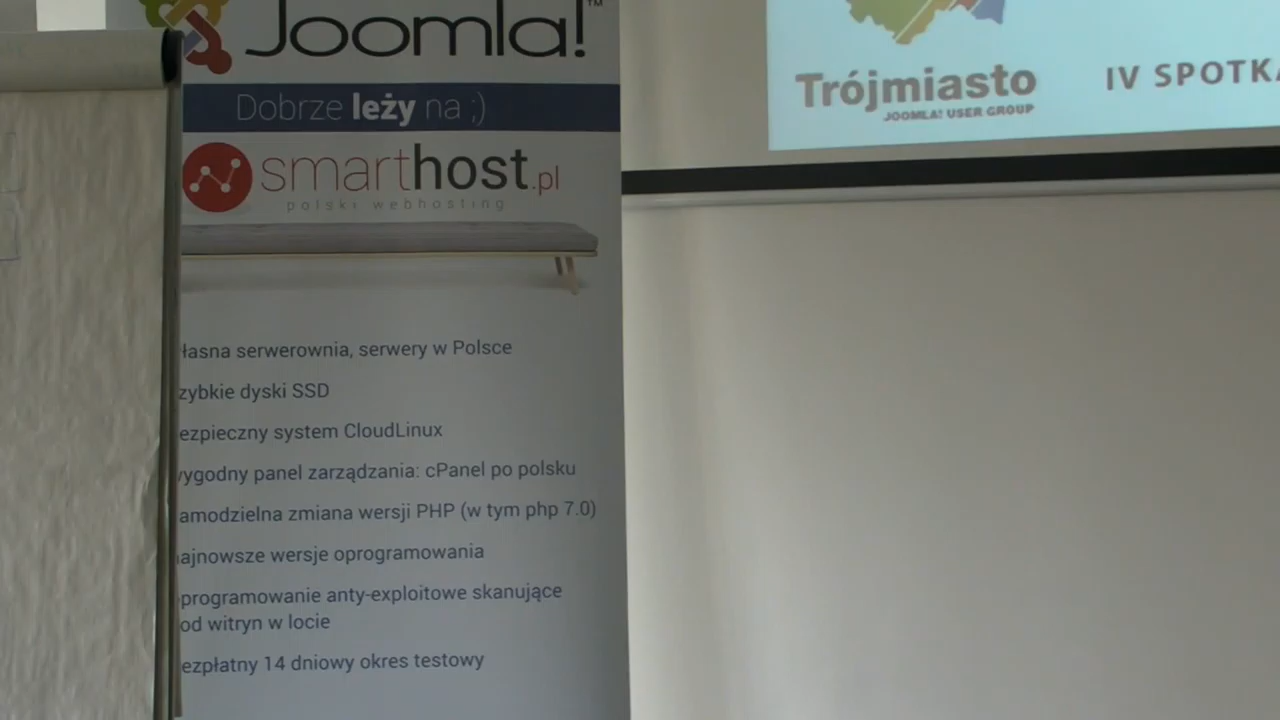 Joomla!™
Dobrze leży na ;)
smarthost.pl
polski webhosting
łasna serwerownia, serwery w Polsce
zybkie dyski SSD
ezpieczny system CloudLinux
ygodny panel zarządzania: cPanel po polsku
amodzielna zmiana wersji PHP (w tym php 7.0)
ajnowsze wersje oprogramowania
programowanie anty-exploitowe skanujące
od witryn w locie
ezpłatny 14 dniowy okres testowy
Trójmiasto
JOOMLA! USER GROUP
IV SPOTKA